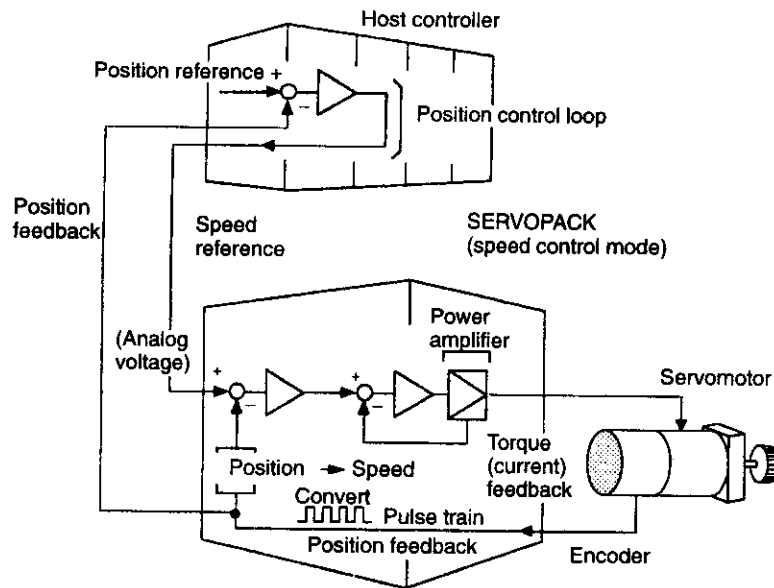 Host controller
Position reference +
−
Position control loop
Position
feedback
Speed
reference
SERVOPACK
(speed control mode)
(Analog
voltage)
Power
amplifier
+
−
+
−
Servomotor
Torque
(current)
feedback
Position → Speed
Convert
Pulse train
Position feedback
Encoder